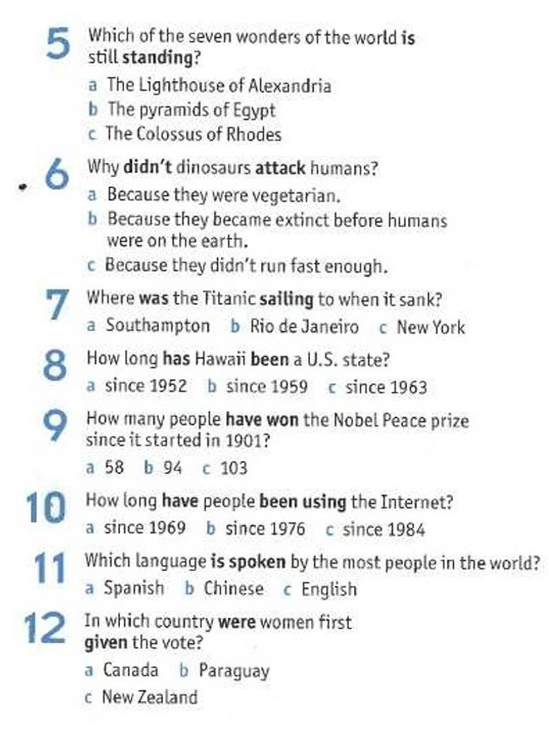 5 Which of the seven wonders of the world is
still standing?
a The Lighthouse of Alexandria
b The pyramids of Egypt
c The Colossus of Rhodes
6 Why didn't dinosaurs attack humans?
a Because they were vegetarian.
b Because they became extinct before humans
were on the earth.
c Because they didn't run fast enough.
7 Where was the Titanic sailing to when it sank?
a Southampton b Rio de Janeiro c New York
8 How long has Hawaii been a U.S. state?
a since 1952 b since 1959 c since 1963
9 How many people have won the Nobel Peace prize
since it started in 1901?
a 58 b 94 c 103
10 How long have people been using the Internet?
a since 1969 b since 1976 c since 1984
11 Which language is spoken by the most people in the world?
a Spanish b Chinese c English
12 In which country were women first
given the vote?
a Canada b Paraguay
c New Zealand